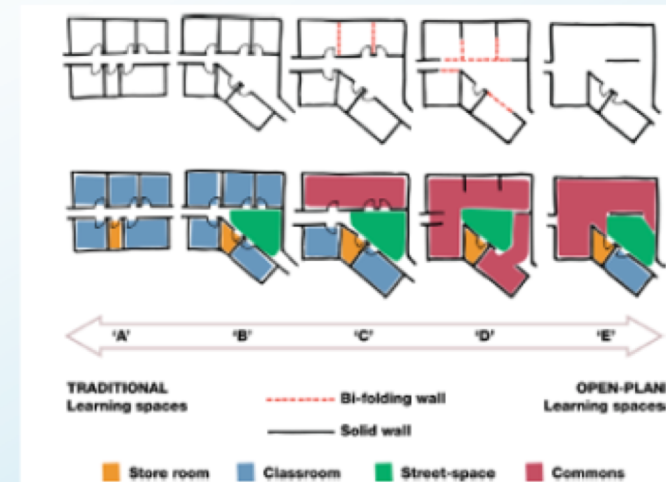 'A' 'B' 'C' 'D' 'E'
TRADITIONAL
Learning spaces
Bi-folding wall
Solid wall
OPEN-PLAN
Learning spaces
Store room Classroom Street-space Commons